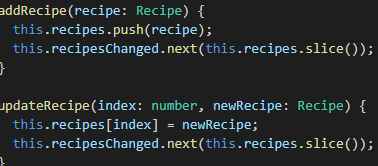 addRecipe(recipe: Recipe) {
  this.recipes.push(recipe);
  this.recipesChanged.next(this.recipes.slice());
}

updateRecipe(index: number, newRecipe: Recipe) {
  this.recipes[index] = newRecipe;
  this.recipesChanged.next(this.recipes.slice());
}